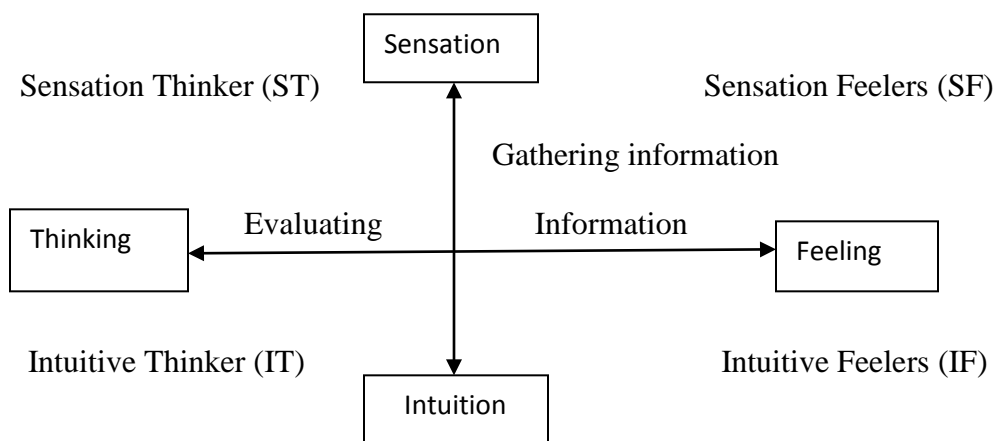 Sensation
Sensation Thinker (ST)
Sensation Feelers (SF)
Gathering information
Evaluating
Information
Thinking
Feeling
Intuitive Thinker (IT)
Intuitive Feelers (IF)
Intuition